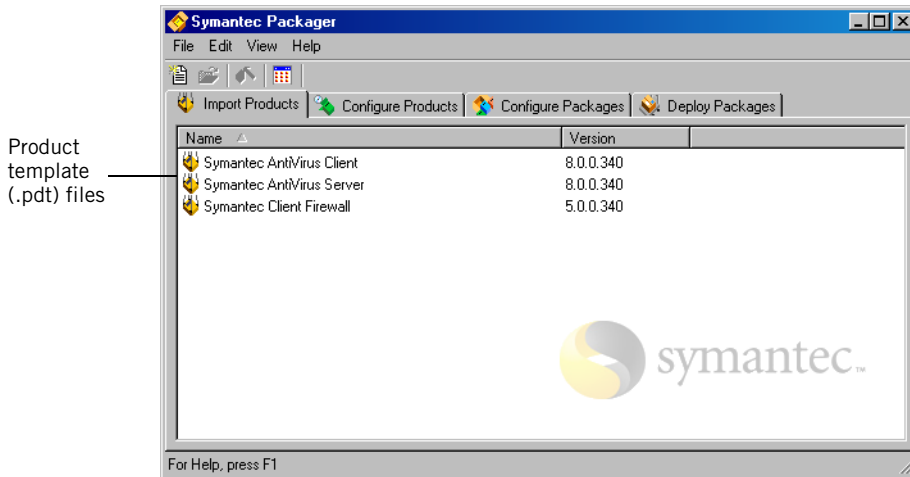 Symantec Packager
File Edit View Help
Import Products Configure Products Configure Packages Deploy Packages
Name Version
Symantec AntiVirus Client 8.0.0.340
Symantec AntiVirus Server 8.0.0.340
Symantec Client Firewall 5.0.0.340
Product
template
(.pdt) files
symantec.™
For Help, press F1